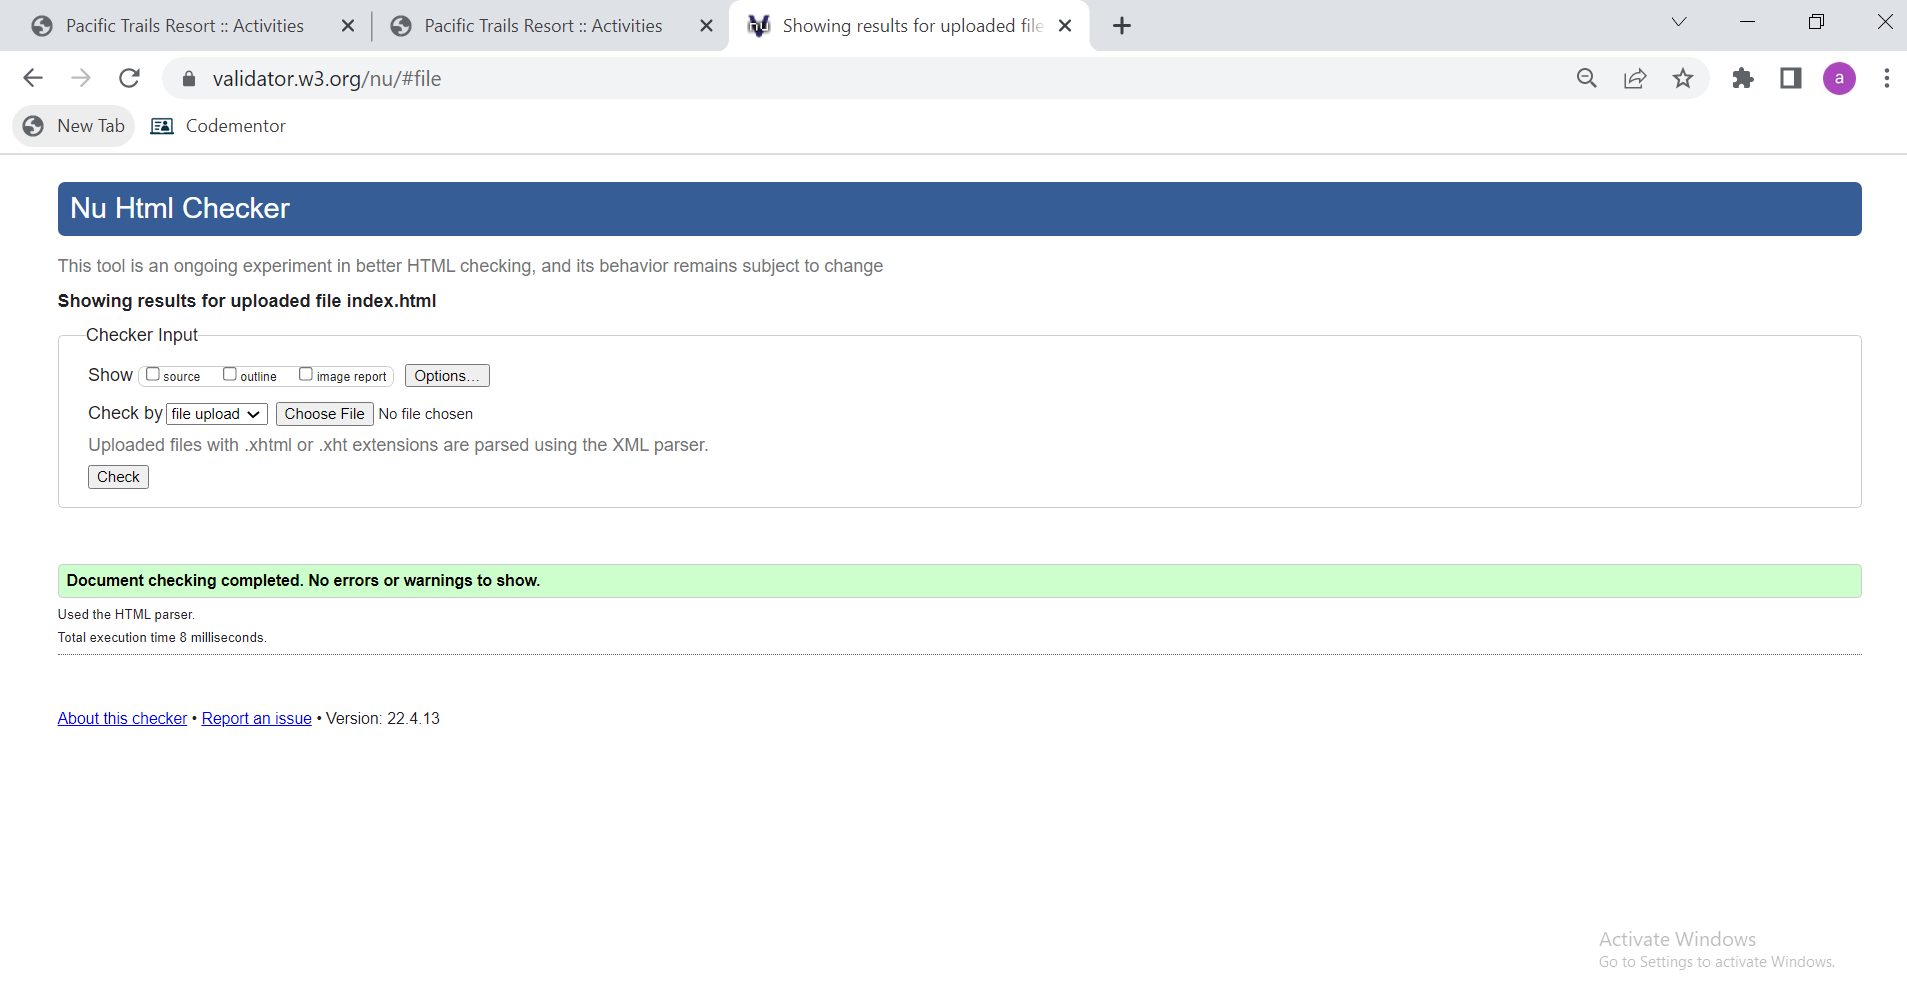 Pacific Trails Resort :: Activities
Pacific Trails Resort :: Activities
Showing results for uploaded file
validator.w3.org/nu/#file
a
New Tab
Codementor
Nu Html Checker
This tool is an ongoing experiment in better HTML checking, and its behavior remains subject to change
Showing results for uploaded file index.html
Checker Input
Show source outline image report Options...
Check by file upload Choose File No file chosen
Uploaded files with .xhtml or .xht extensions are parsed using the XML parser.
Check
Document checking completed. No errors or warnings to show.
Used the HTML parser.
Total execution time 8 milliseconds.
About this checker • Report an issue • Version: 22.4.13
Activate Windows
Go to Settings to activate Windows.